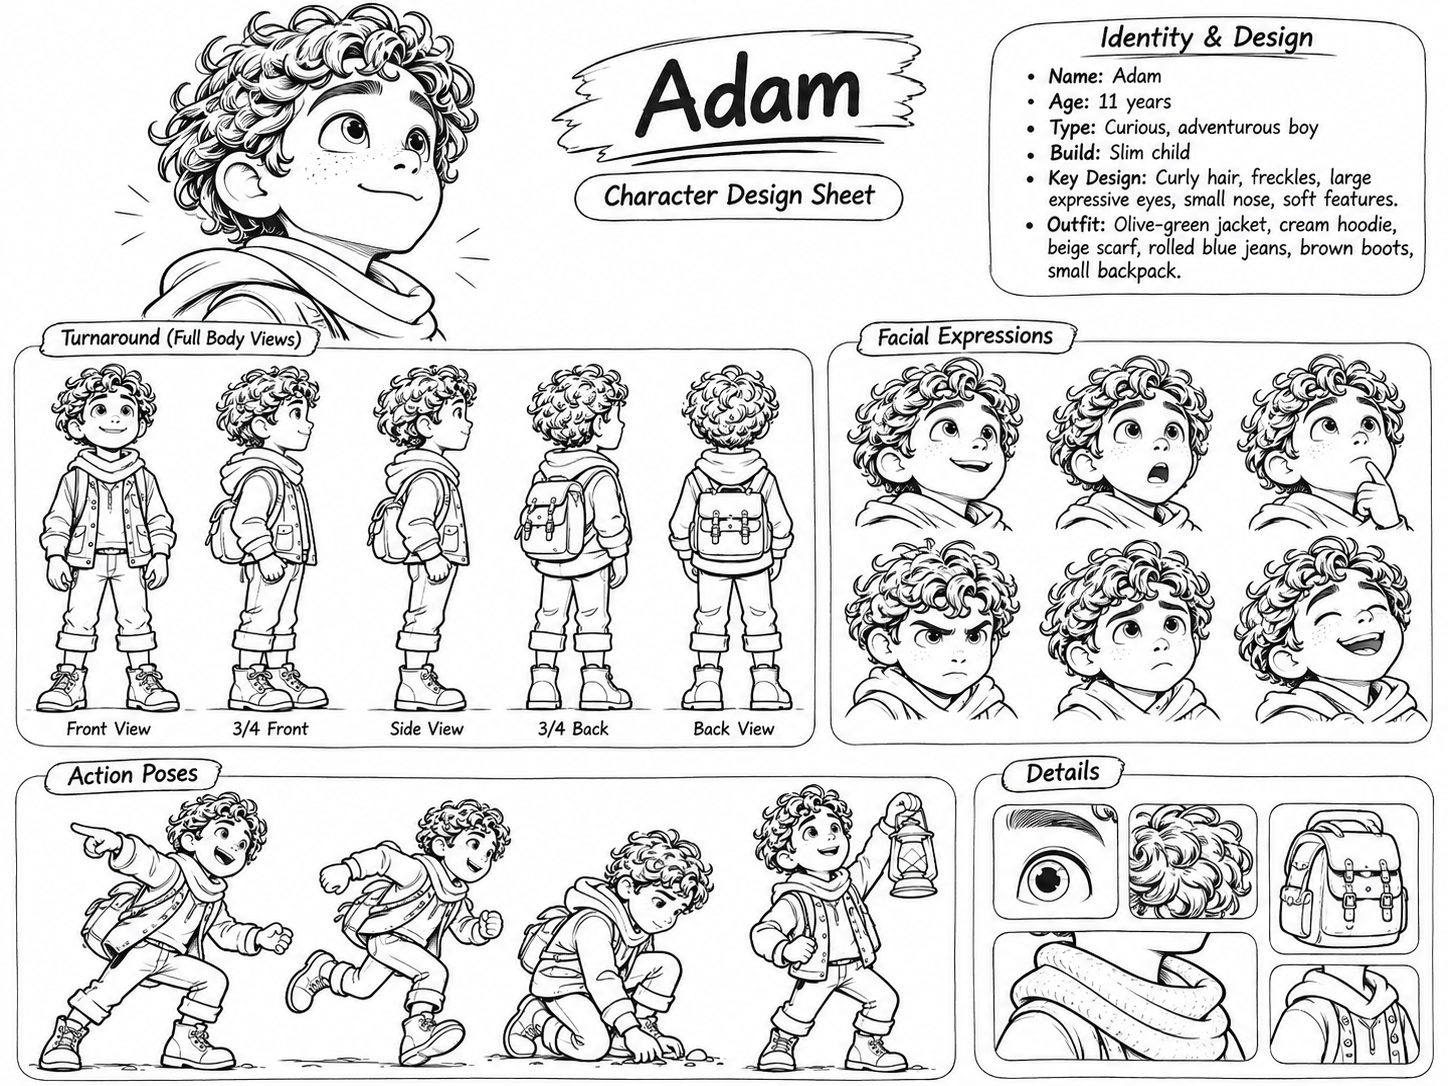 Adam
Character Design Sheet
Identity & Design
• Name: Adam
• Age: 11 years
• Type: Curious, adventurous boy
• Build: Slim child
• Key Design: Curly hair, freckles, large
expressive eyes, small nose, soft features.
• Outfit: Olive-green jacket, cream hoodie,
beige scarf, rolled blue jeans, brown boots,
small backpack.
Turnaround (Full Body Views)
Front View
3/4 Front
Side View
3/4 Back
Back View
Facial Expressions
Action Poses
Details